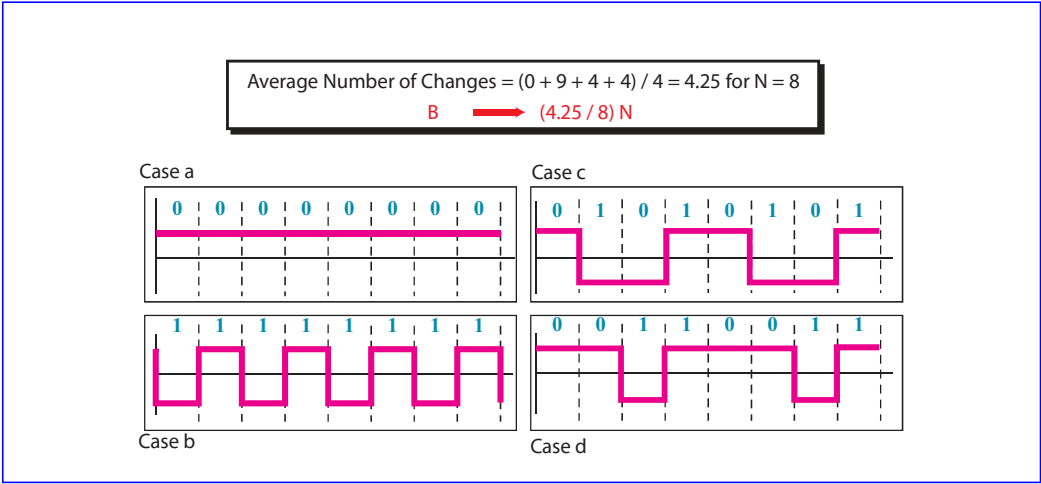 Average Number of Changes = (0 + 9 + 4 + 4) / 4 = 4.25 for N = 8
B (4.25 / 8) N
Case a
0 0 0 0 0 0 0 0
1 1 1 1 1 1 1 1
Case b
Case c
0 1 0 1 0 1 0 1
0 0 1 1 0 0 1 1
Case d